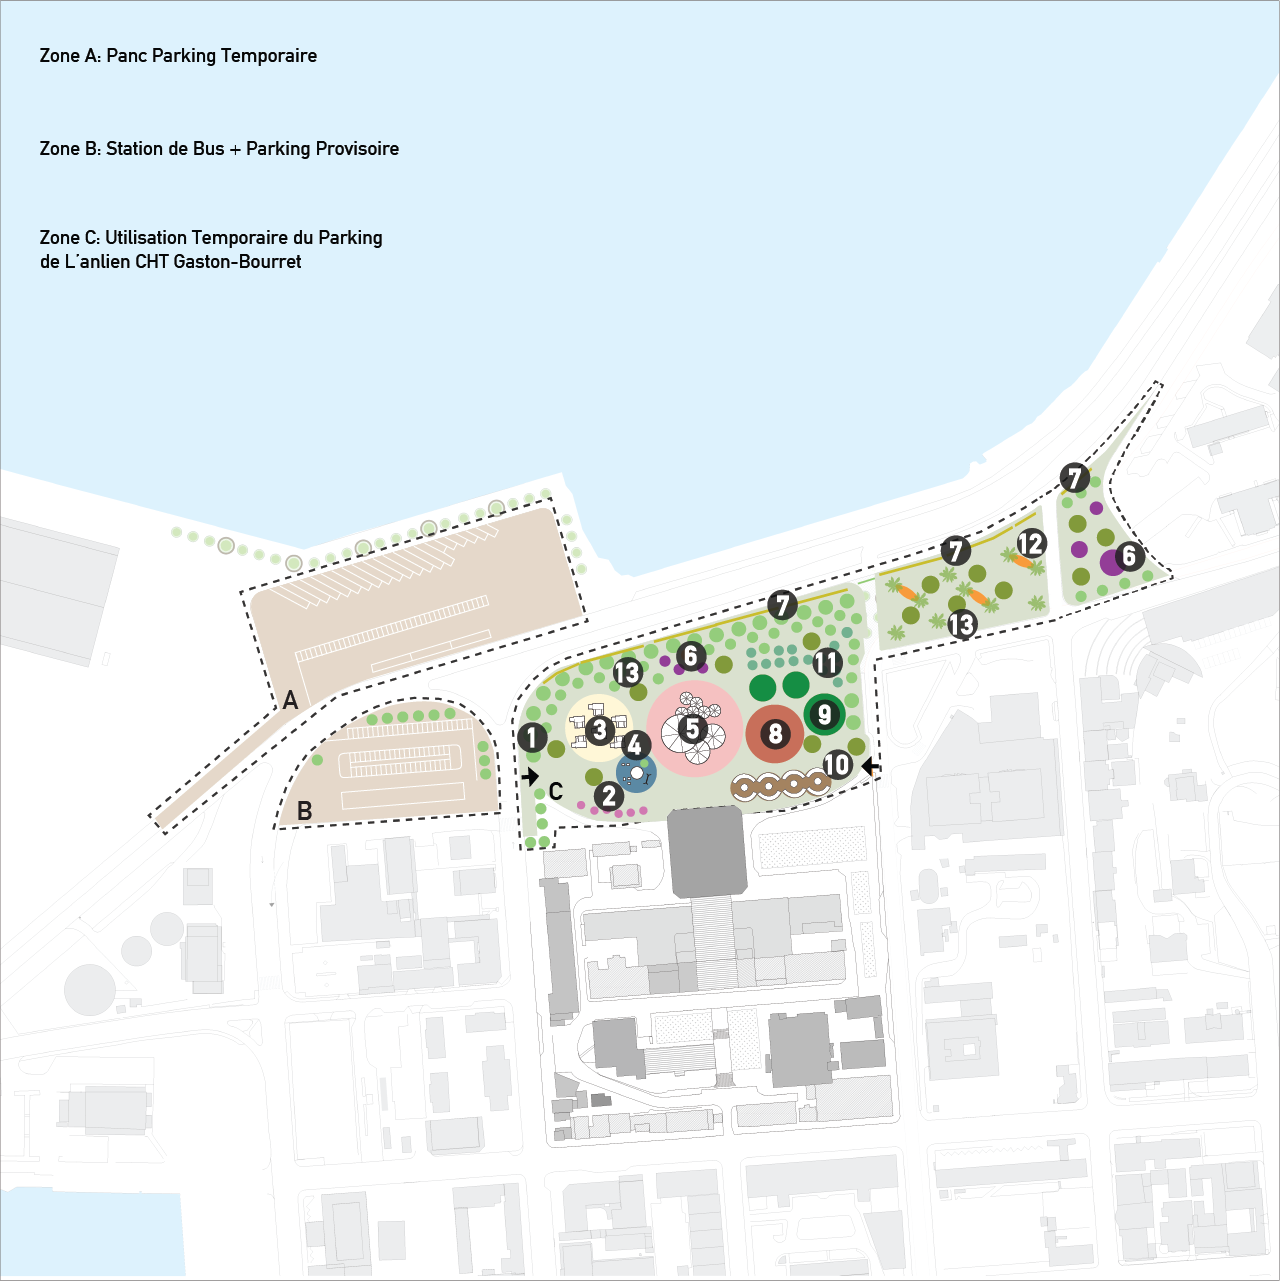 Zone A: Panc Parking Temporaire
Zone B: Station de Bus + Parking Provisoire
Zone C: Utilisation Temporaire du Parking
de L'anlien CHT Gaston-Bourret
7
12
7
6
7
13
6
11
13
A
9
5
3
8
1
4
10
C
2
B